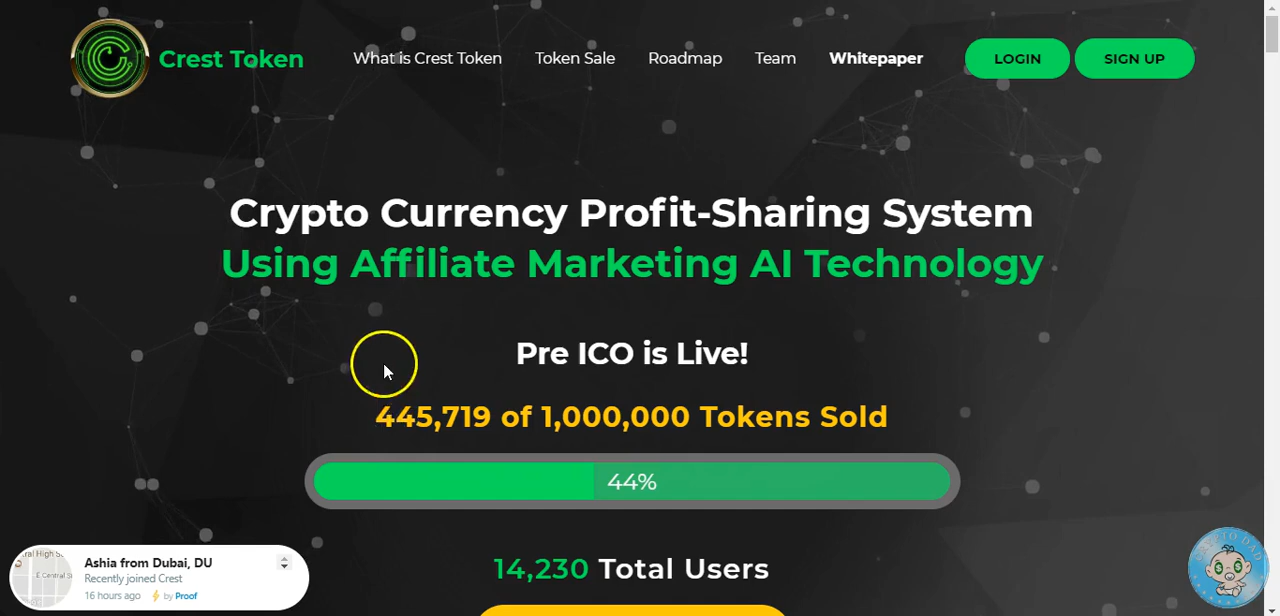 Crest Token
What is Crest Token
Token Sale
Roadmap
Team
Whitepaper
LOGIN
SIGN UP
Crypto Currency Profit-Sharing System
Using Affiliate Marketing AI Technology
Pre ICO is Live!
445,719 of 1,000,000 Tokens Sold
44%
14,230 Total Users
Ashia from Dubai, DU
Recently joined Crest
16 hours ago
by Proof